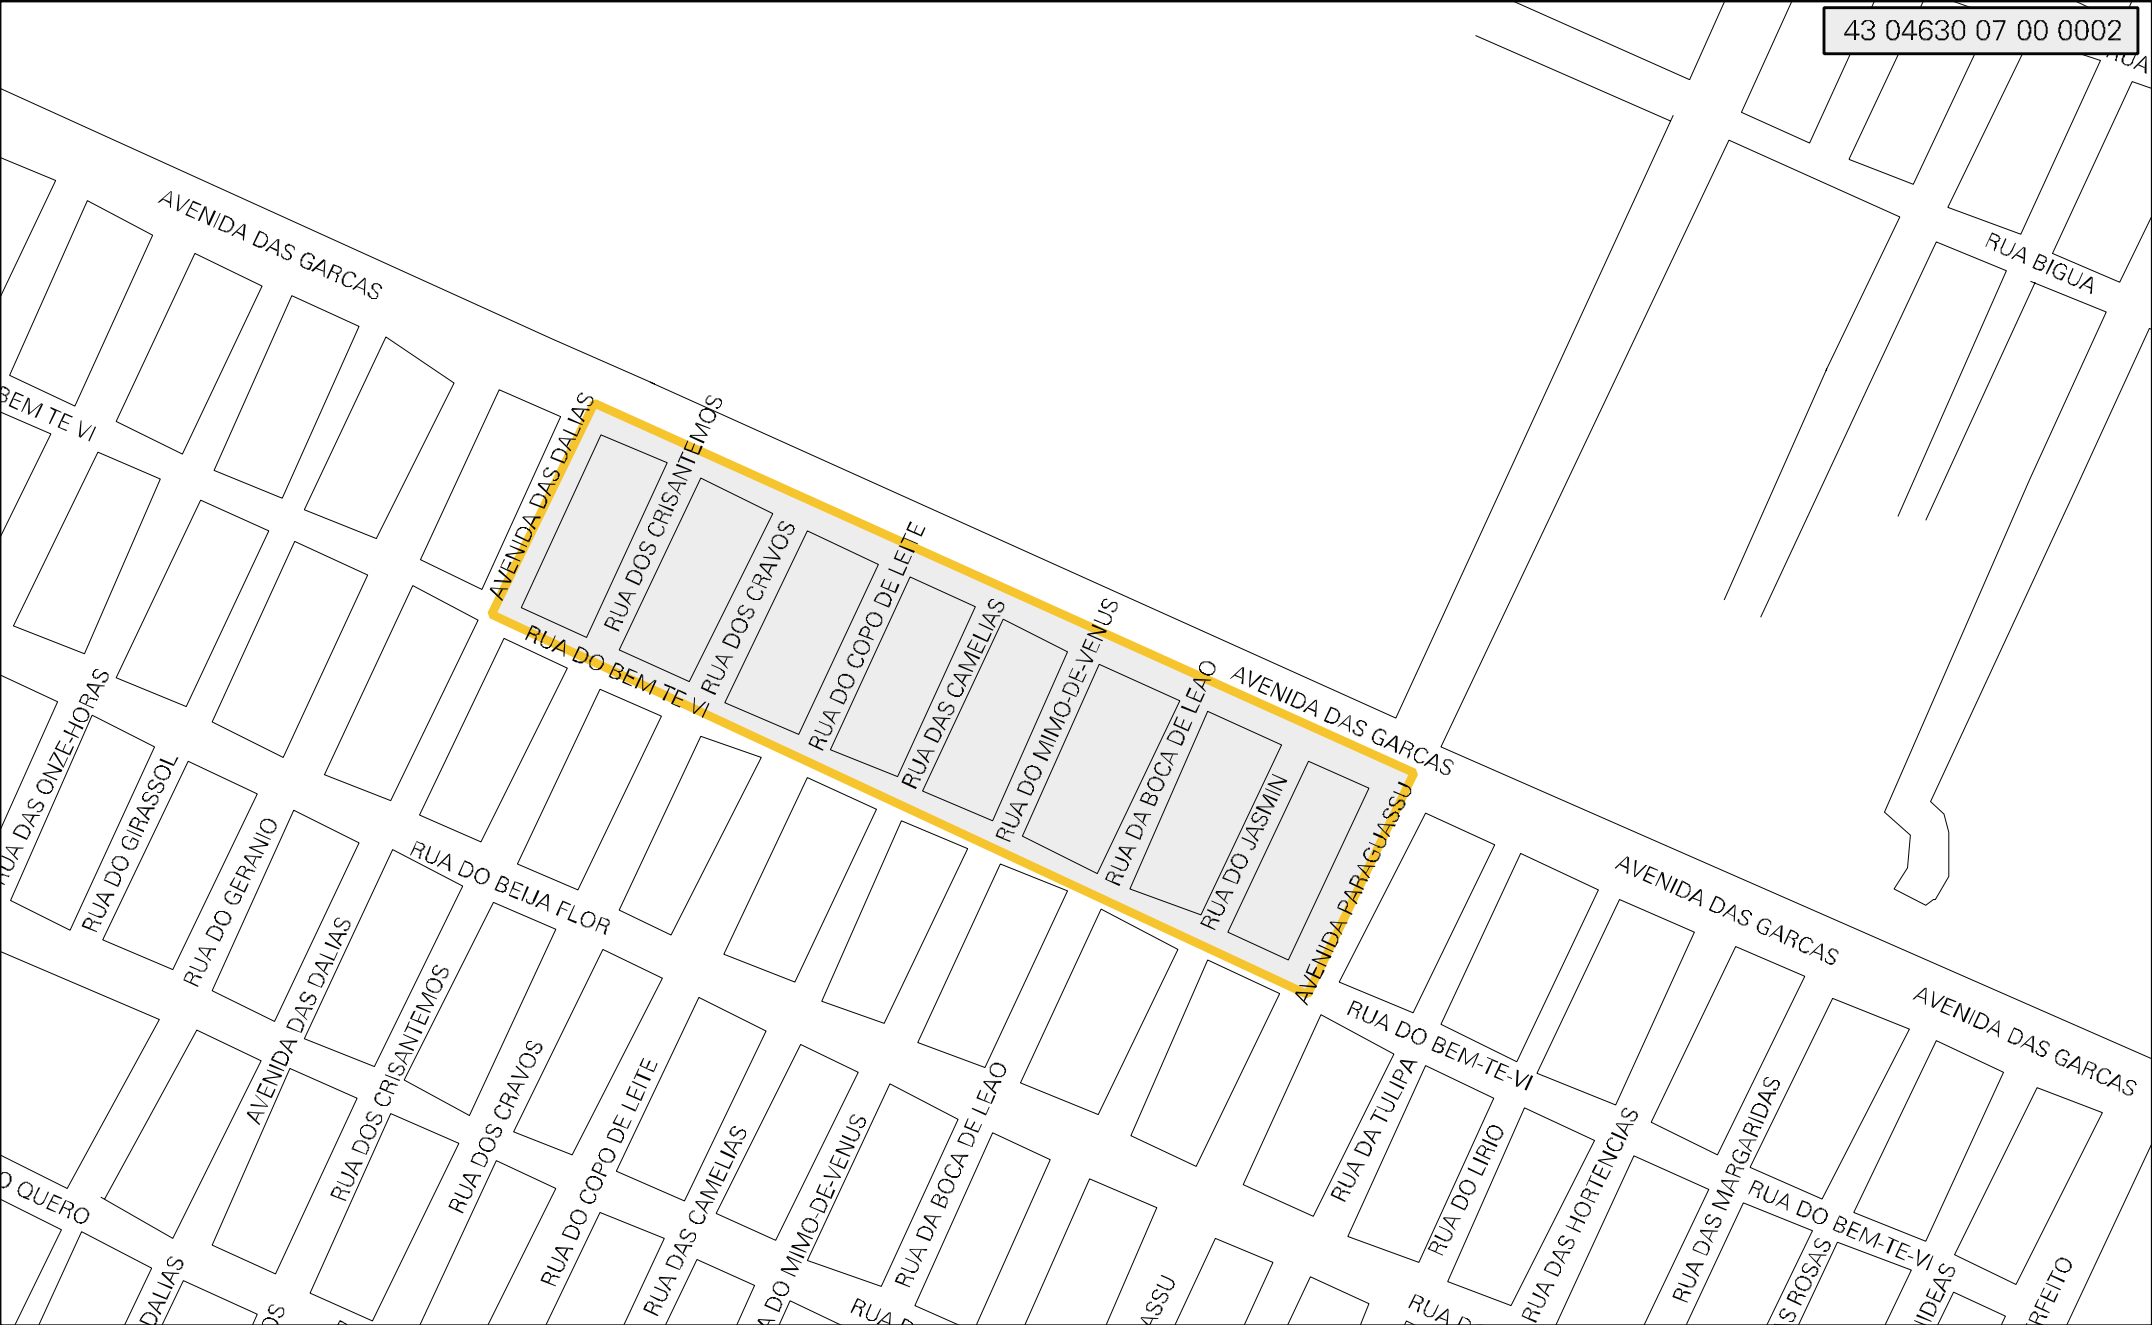 43 04630 07 00 0002
RUA
AVENIDA DAS GARCAS
RUA BIGUA
BEM TE VI
AVENIDA DAS DALIAS
RUA DOS CRISANTEMOS
RUA DOS CRAVOS
RUA DO COPO DE LEITE
RUA DAS CAMELIAS
RUA DO MIMO-DE-VENUS
RUA DA BOCA DE LEAO
RUA DO JASMIN
AVENIDA PARAGUASSU
AVENIDA DAS GARCAS
RUA DO BEM TE VI
RUA DAS ONZE-HORAS
RUA DO GIRASSOL
RUA DO GERANIO
RUA DO BEIJA FLOR
AVENIDA DAS GARCAS
AVENIDA DAS GARCAS
AVENIDA DAS DALIAS
RUA DOS CRISANTEMOS
RUA DOS CRAVOS
RUA DO COPO DE LEITE
RUA DAS CAMELIAS
A DO MIMO-DE-VENUS
RUA DA BOCA DE LEAO
RUA DO BEM-TE-VI
RUA DA TULIPA
RUA DO LIRIO
RUA DAS HORTENCIAS
RUA DAS MARGARIDAS
RUA DO BEM-TE-VI
O QUERO
DALIAS
OS
RUA
ASSU
RUA D
S ROSAS
IDEAS
RFEITO